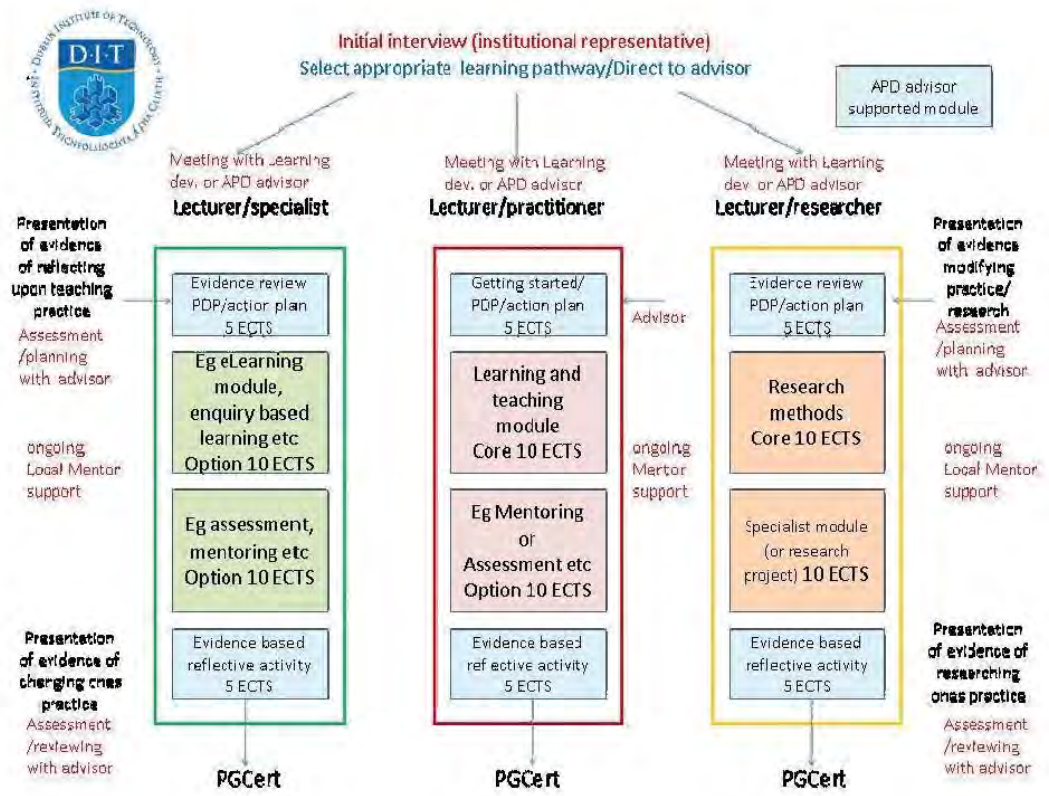 DUBLIN INSTITUTE OF TECHNOLOGY
D·I·T
Initial interview (institutional representative)
Select appropriate learning pathway/Direct to advisor
APD advisor
supported module
Meeting with Learning
dev. or APD advisor
Lecturer/specialist
Meeting with Learning
dev. or APD advisor
Lecturer/practitioner
Meeting with Learning
dev. or APD advisor
Lecturer/researcher
Presentation
of evidence
of reflecting
upon teaching
practice
Assessment
/planning
with advisor
ongoing
Local Mentor
support
Presentation
of evidence of
changing ones
practice
Assessment
/reviewing
with advisor
Evidence review
PDP/action plan
5 ECTS
Eg eLearning
module,
enquiry based
learning etc
Option 10 ECTS
Eg assessment,
mentoring etc
Option 10 ECTS
Evidence based
reflective activity
5 ECTS
PGCert
Getting started/
PDP/action plan
5 ECTS
Learning and
teaching
module
Core 10 ECTS
Eg Mentoring
or
Assessment etc
Option 10 ECTS
Evidence based
reflective activity
5 ECTS
PGCert
Advisor
ongoing
Mentor
support
Evidence review
PDP/action plan
5 ECTS
Research
methods
Core 10 ECTS
Specialist module
(or research
project) 10 ECTS
Evidence based
reflective activity
5 ECTS
PGCert
Presentation
of evidence
modifying
practice/
research
Assessment
/planning
with advisor
ongoing
Local Mentor
support
Presentation
of evidence of
researching
ones practice
Assessment
/reviewing
with advisor